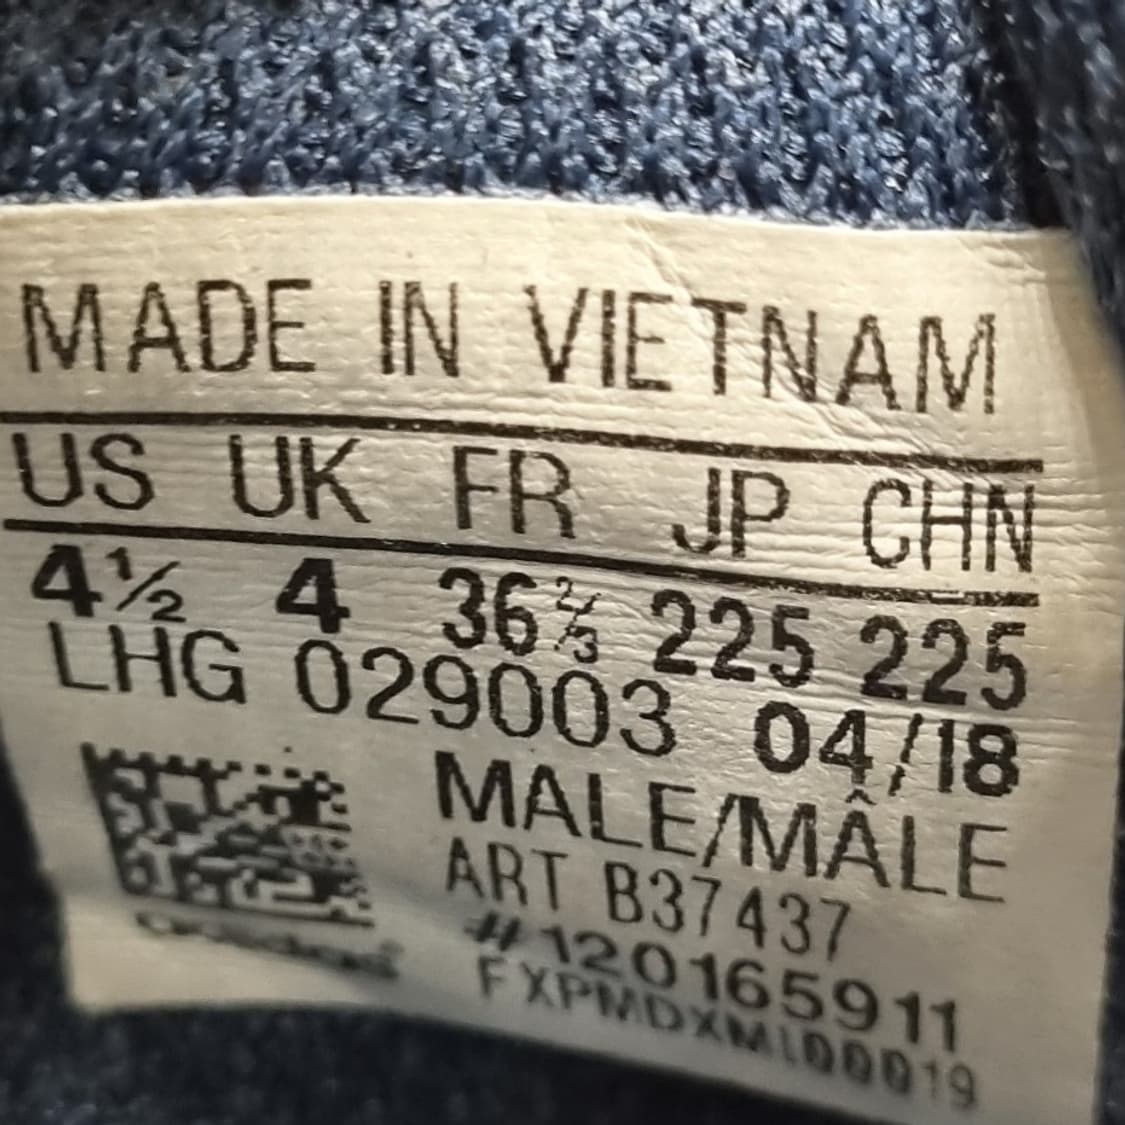 MADE IN VIETNAM
US UK FR JP CHN
4½ 4 36⅔ 225 225
LHG 029003 04/18
MALE/MÂLE
ART B37437
#120165911